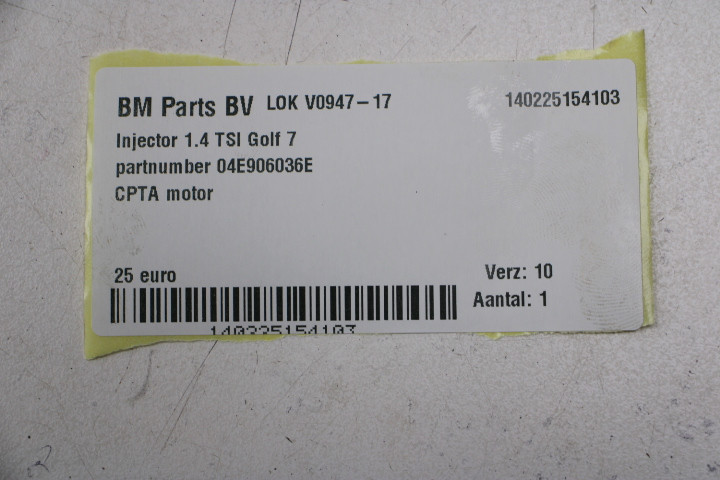 BM Parts BV LOK V0947-17 140225154103
Injector 1.4 TSI Golf 7
partnumber 04E906036E
CPTA motor
25 euro Verz: 10
Aantal: 1
140225154103